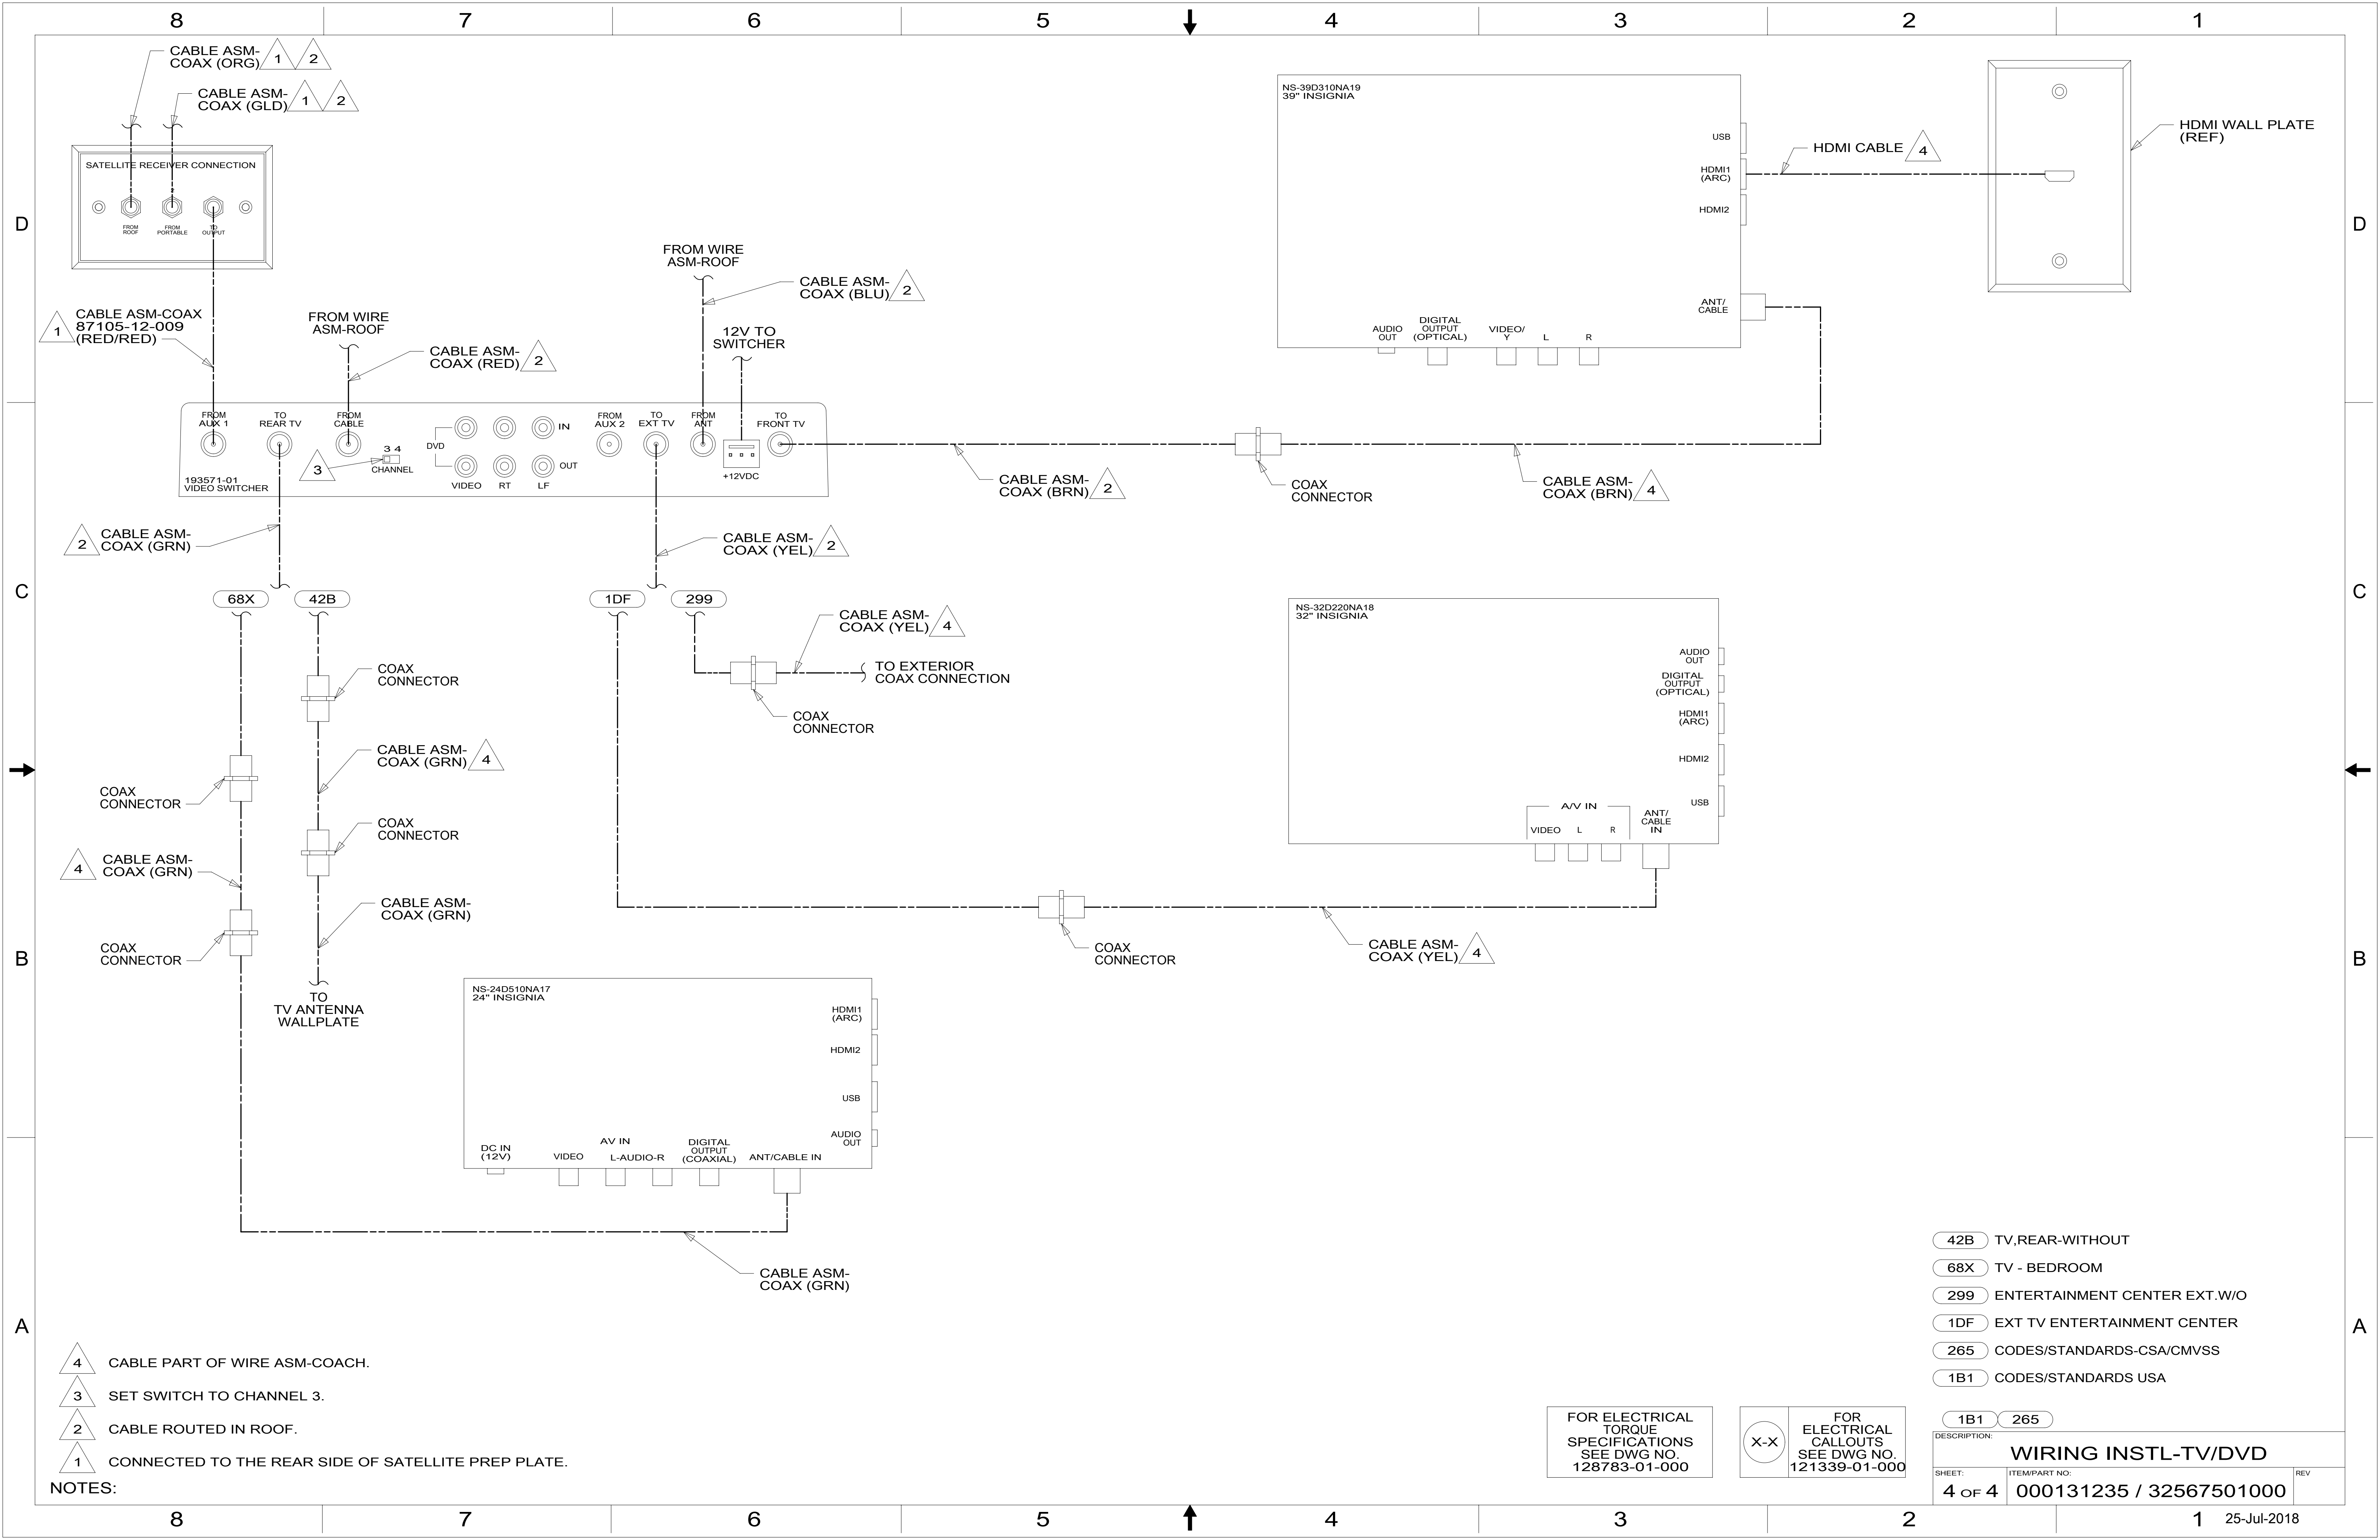 8 7 6 5 4 3 2 1
CABLE ASM-
COAX (ORG) 1 2
CABLE ASM-
COAX (GLD) 1 2
SATELLITE RECEIVER CONNECTION
2
FROM
ROOF
FROM
PORTABLE
TO
OUTPUT
D
1
CABLE ASM-COAX
87105-12-009
(RED/RED)
FROM WIRE
ASM-ROOF
CABLE ASM-
COAX (RED) 2
FROM WIRE
ASM-ROOF
CABLE ASM-
COAX (BLU) 2
12V TO
SWITCHER
NS-39D310NA19
39" INSIGNIA
USB
HDMI1
(ARC)
HDMI2
ANT/
CABLE
AUDIO
OUT
DIGITAL
OUTPUT
(OPTICAL)
VIDEO/
Y
L
R
HDMI CABLE 4
HDMI WALL PLATE
(REF)
D
FROM
AUX 1
TO
REAR TV
FROM
CABLE
3 4
CHANNEL
3
DVD
IN
OUT
VIDEO RT LF
FROM
AUX 2
TO
EXT TV
FROM
ANT
+12VDC
TO
FRONT TV
193571-01
VIDEO SWITCHER
CABLE ASM-
COAX (BRN) 2
COAX
CONNECTOR
CABLE ASM-
COAX (BRN) 4
2
CABLE ASM-
COAX (GRN)
CABLE ASM-
COAX (YEL) 2
C
68X 42B
1DF 299
CABLE ASM-
COAX (YEL) 4
TO EXTERIOR
COAX CONNECTION
COAX
CONNECTOR
COAX
CONNECTOR
CABLE ASM-
COAX (GRN) 4
COAX
CONNECTOR
COAX
CONNECTOR
4
CABLE ASM-
COAX (GRN)
CABLE ASM-
COAX (GRN)
COAX
CONNECTOR
TO
TV ANTENNA
WALLPLATE
NS-32D220NA18
32" INSIGNIA
AUDIO
OUT
DIGITAL
OUTPUT
(OPTICAL)
HDMI1
(ARC)
HDMI2
USB
A/V IN
VIDEO L R
ANT/
CABLE
IN
C
COAX
CONNECTOR
CABLE ASM-
COAX (YEL) 4
B
B
NS-24D510NA17
24" INSIGNIA
HDMI1
(ARC)
HDMI2
USB
AUDIO
OUT
DC IN
(12V)
AV IN
VIDEO
L-AUDIO-R
DIGITAL
OUTPUT
(COAXIAL)
ANT/CABLE IN
CABLE ASM-
COAX (GRN)
42B TV,REAR-WITHOUT
68X TV - BEDROOM
299 ENTERTAINMENT CENTER EXT.W/O
1DF EXT TV ENTERTAINMENT CENTER
265 CODES/STANDARDS-CSA/CMVSS
1B1 CODES/STANDARDS USA
A
A
4 CABLE PART OF WIRE ASM-COACH.
3 SET SWITCH TO CHANNEL 3.
2 CABLE ROUTED IN ROOF.
1 CONNECTED TO THE REAR SIDE OF SATELLITE PREP PLATE.
NOTES:
FOR ELECTRICAL
TORQUE
SPECIFICATIONS
SEE DWG NO.
128783-01-000
X-X
FOR
ELECTRICAL
CALLOUTS
SEE DWG NO.
121339-01-000
1B1 265
DESCRIPTION:
WIRING INSTL-TV/DVD
SHEET:
4 OF 4
ITEM/PART NO:
000131235 / 32567501000
REV
8 7 6 5 4 3 2 1
25-Jul-2018